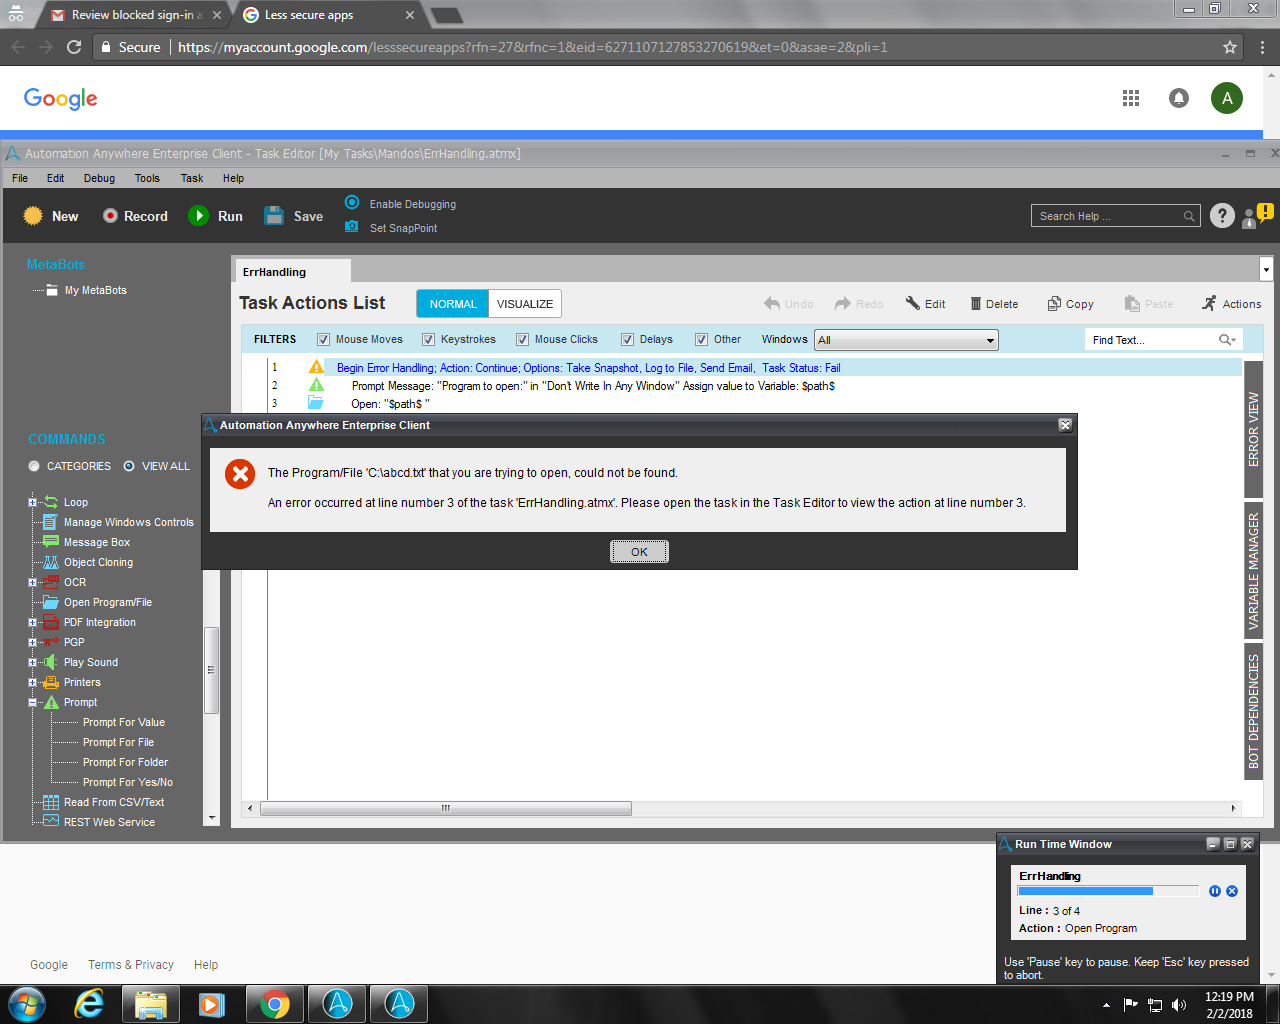 Review blocked sign-in a
Less secure apps
Secure
https://myaccount.google.com/lesssecureapps?rfn=27&rfnc=1&eid=6271107127853270619&et=0&asae=2&pli=1
Google
A
Automation Anywhere Enterprise Client - Task Editor [My Tasks\Mandos\ErrHandling.atmx]
File Edit Debug Tools Task Help
New Record Run Save
Enable Debugging
Set SnapPoint
Search Help ...
MetaBots
My MetaBots
ErrHandling
Task Actions List
NORMAL VISUALIZE
Undo Redo Edit Delete Copy Paste Actions
FILTERS Mouse Moves Keystrokes Mouse Clicks Delays Other Windows All
Find Text...
1 Begin Error Handling; Action: Continue; Options: Take Snapshot, Log to File, Send Email, Task Status: Fail
2 Prompt Message: "Program to open:" in "Don't Write In Any Window" Assign value to Variable: $path$
3 Open: "$path$ "
ERROR VIEW
VARIABLE MANAGER
BOT DEPENDENCIES
Automation Anywhere Enterprise Client
The Program/File 'C:\abcd.txt' that you are trying to open, could not be found.
An error occurred at line number 3 of the task 'ErrHandling.atmx'. Please open the task in the Task Editor to view the action at line number 3.
OK
COMMANDS
CATEGORIES VIEW ALL
Loop
Manage Windows Controls
Message Box
Object Cloning
OCR
Open Program/File
PDF Integration
PGP
Play Sound
Printers
Prompt
Prompt For Value
Prompt For File
Prompt For Folder
Prompt For Yes/No
Read From CSV/Text
REST Web Service
Run Time Window
ErrHandling
Line : 3 of 4
Action : Open Program
Use 'Pause' key to pause. Keep 'Esc' key pressed
to abort.
Google Terms & Privacy Help
12:19 PM
2/2/2018